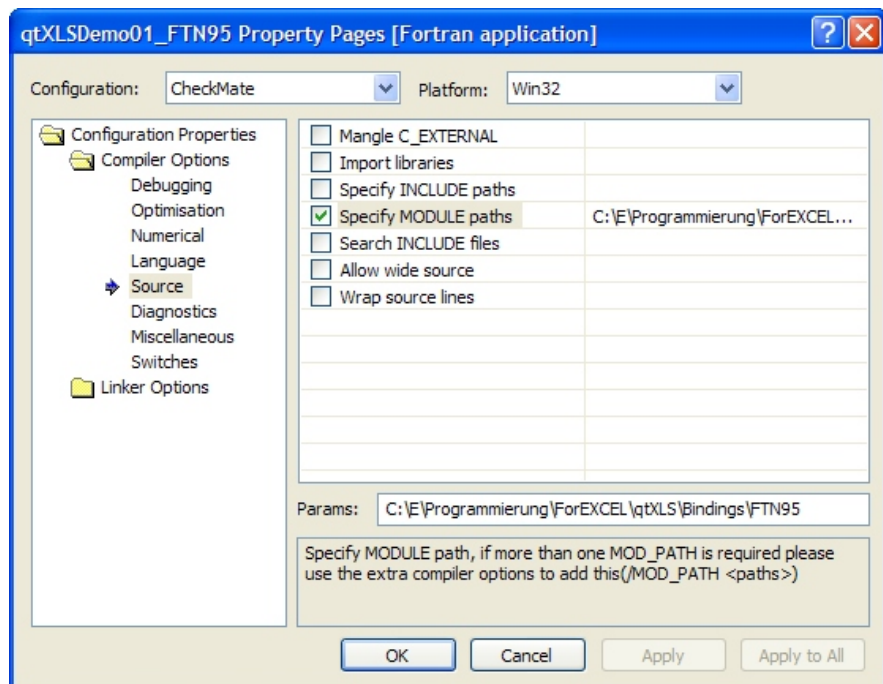 qtXLSDemo01_FTN95 Property Pages [Fortran application]
Configuration: CheckMate Platform: Win32
Configuration Properties
Compiler Options
Debugging
Optimisation
Numerical
Language
Source
Diagnostics
Miscellaneous
Switches
Linker Options
Mangle C_EXTERNAL
Import libraries
Specify INCLUDE paths
Specify MODULE paths C:\E\Programmierung\ForEXCEL...
Search INCLUDE files
Allow wide source
Wrap source lines
Params: C:\E\Programmierung\ForEXCEL\qtXLS\Bindings\FTN95
Specify MODULE path, if more than one MOD_PATH is required please
use the extra compiler options to add this(/MOD_PATH <paths>)
OK Cancel Apply Apply to All